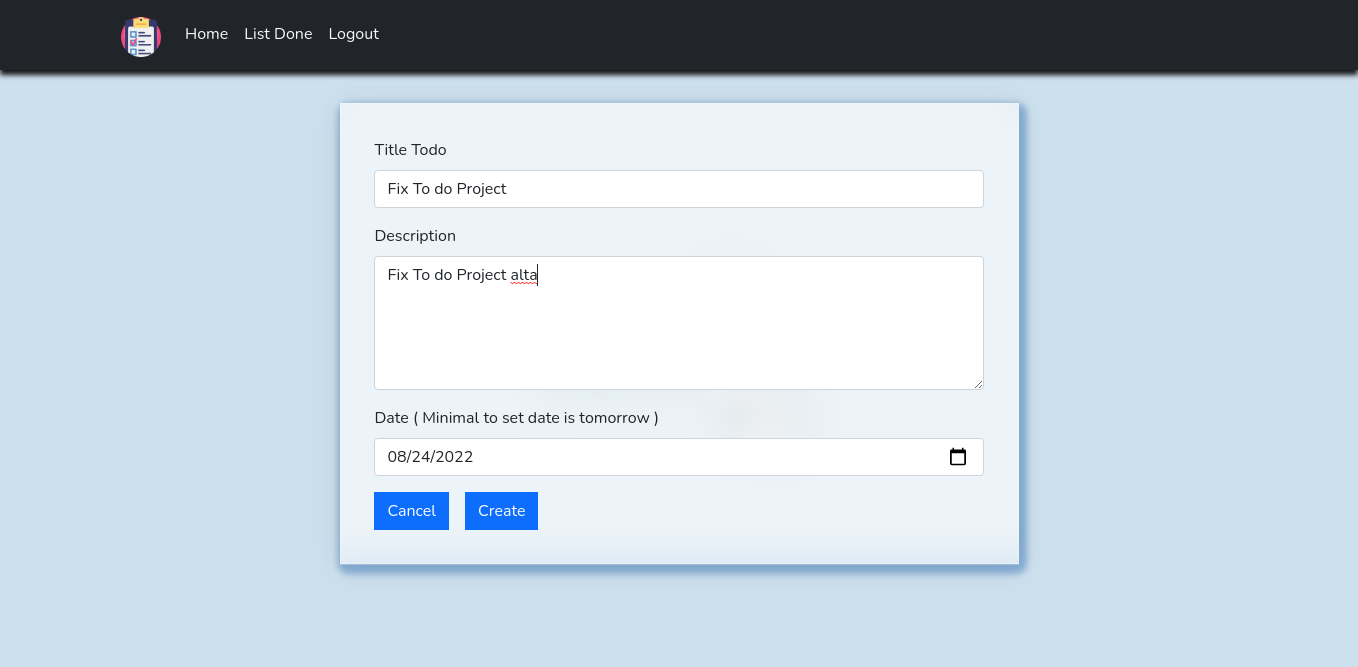 Home List Done Logout
Title Todo
Fix To do Project
Description
Fix To do Project alta
Date ( Minimal to set date is tomorrow )
08/24/2022
Cancel Create